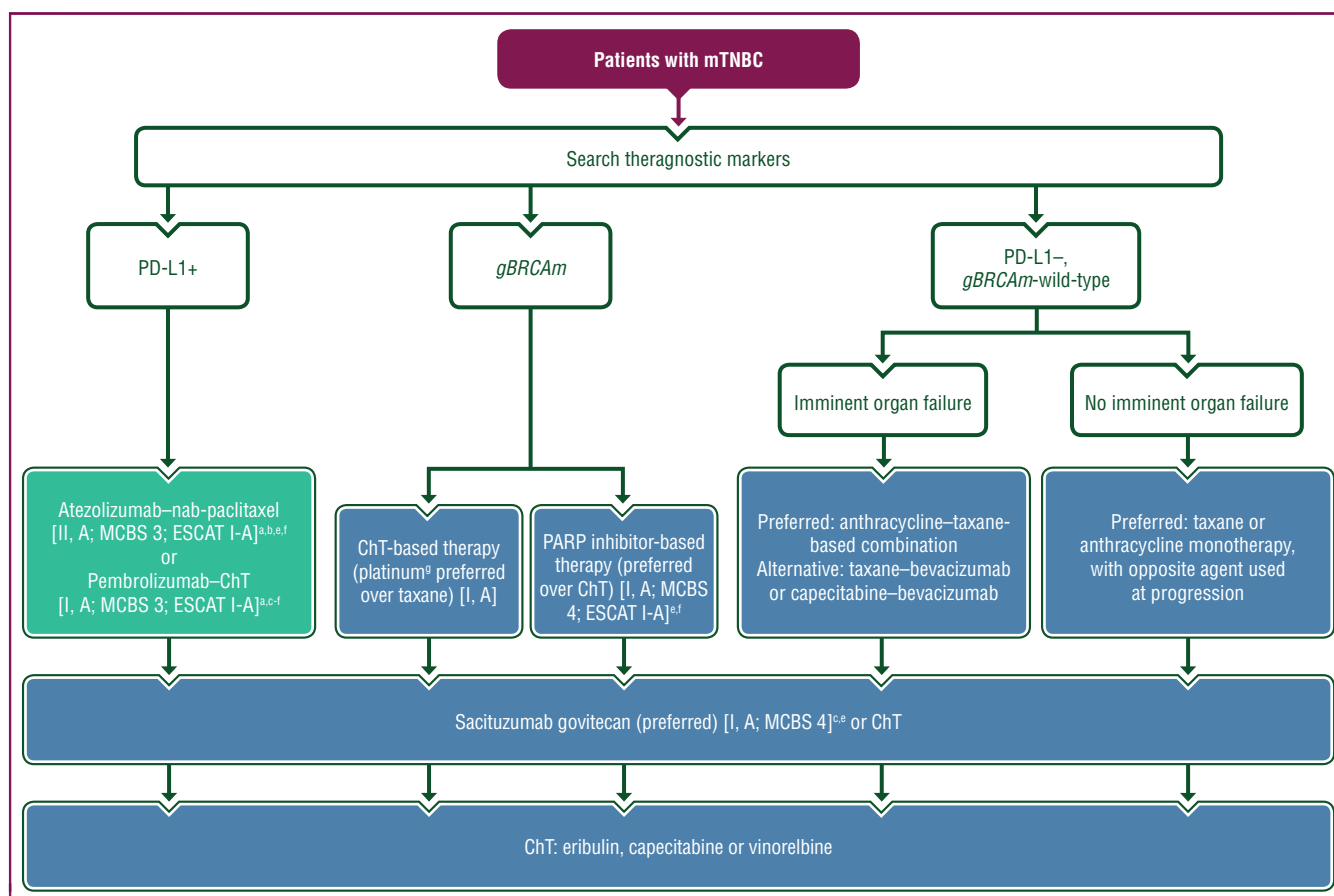 Patients with mTNBC
Search theragnostic markers
PD-L1+
gBRCAm
PD-L1–,
gBRCAm-wild-type
Imminent organ failure
No imminent organ failure
Atezolizumab–nab-paclitaxel
[II, A; MCBS 3; ESCAT I-A]a,b,e,f
or
Pembrolizumab–ChT
[I, A; MCBS 3; ESCAT I-A]a,c-f
ChT-based therapy
(platinumg preferred
over taxane) [I, A]
PARP inhibitor-based
therapy (preferred
over ChT) [I, A; MCBS
4; ESCAT I-A]e,f
Preferred: anthracycline–taxane-
based combination
Alternative: taxane–bevacizumab
or capecitabine–bevacizumab
Preferred: taxane or
anthracycline monotherapy,
with opposite agent used
at progression
Sacituzumab govitecan (preferred) [I, A; MCBS 4]c,e or ChT
ChT: eribulin, capecitabine or vinorelbine